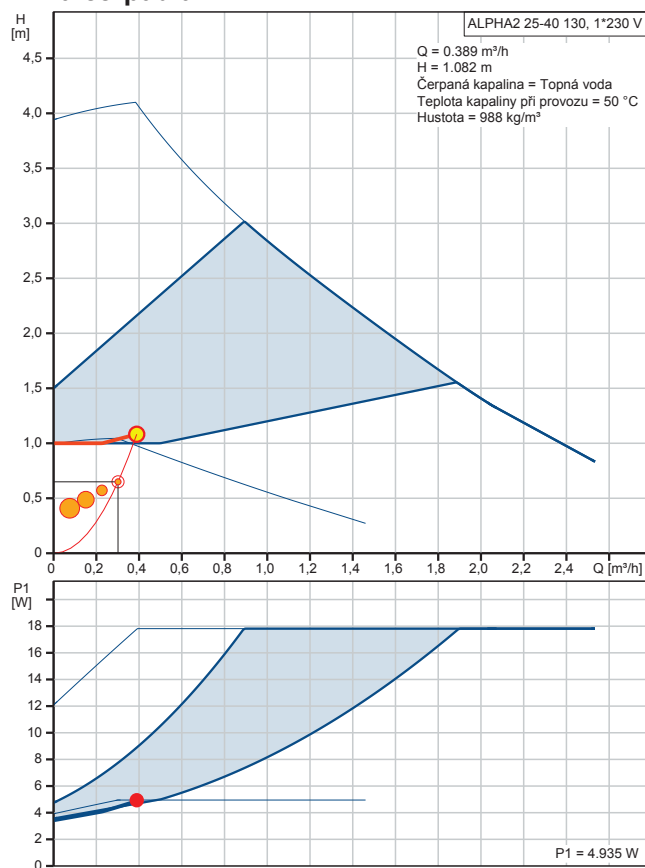 H
[m]
ALPHA2 25-40 130, 1*230 V
Q = 0.389 m³/h
H = 1.082 m
Čerpaná kapalina = Topná voda
Teplota kapaliny při provozu = 50 °C
Hustota = 988 kg/m³
4,5
4,0
3,5
3,0
2,5
2,0
1,5
1,0
0,5
0
0 0,2 0,4 0,6 0,8 1,0 1,2 1,4 1,6 1,8 2,0 2,2 2,4 Q [m³/h]
P1
[W]
18
16
14
12
10
8
6
4
2
0
P1 = 4.935 W